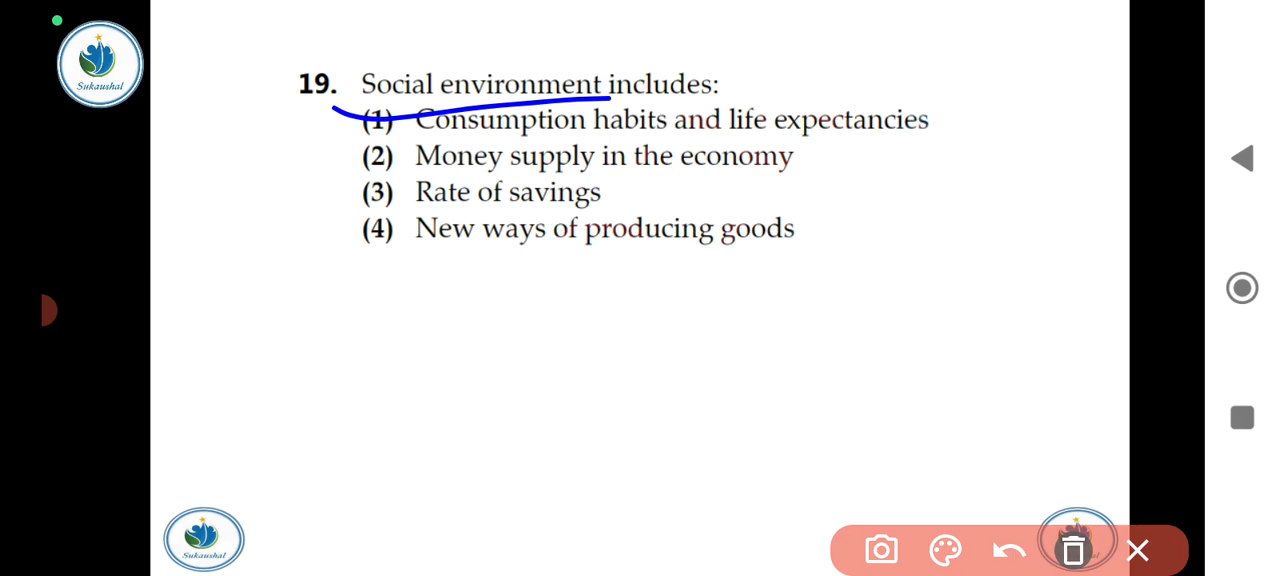 Sukaushal
19. Social environment includes:
(1) Consumption habits and life expectancies
(2) Money supply in the economy
(3) Rate of savings
(4) New ways of producing goods
Sukaushal